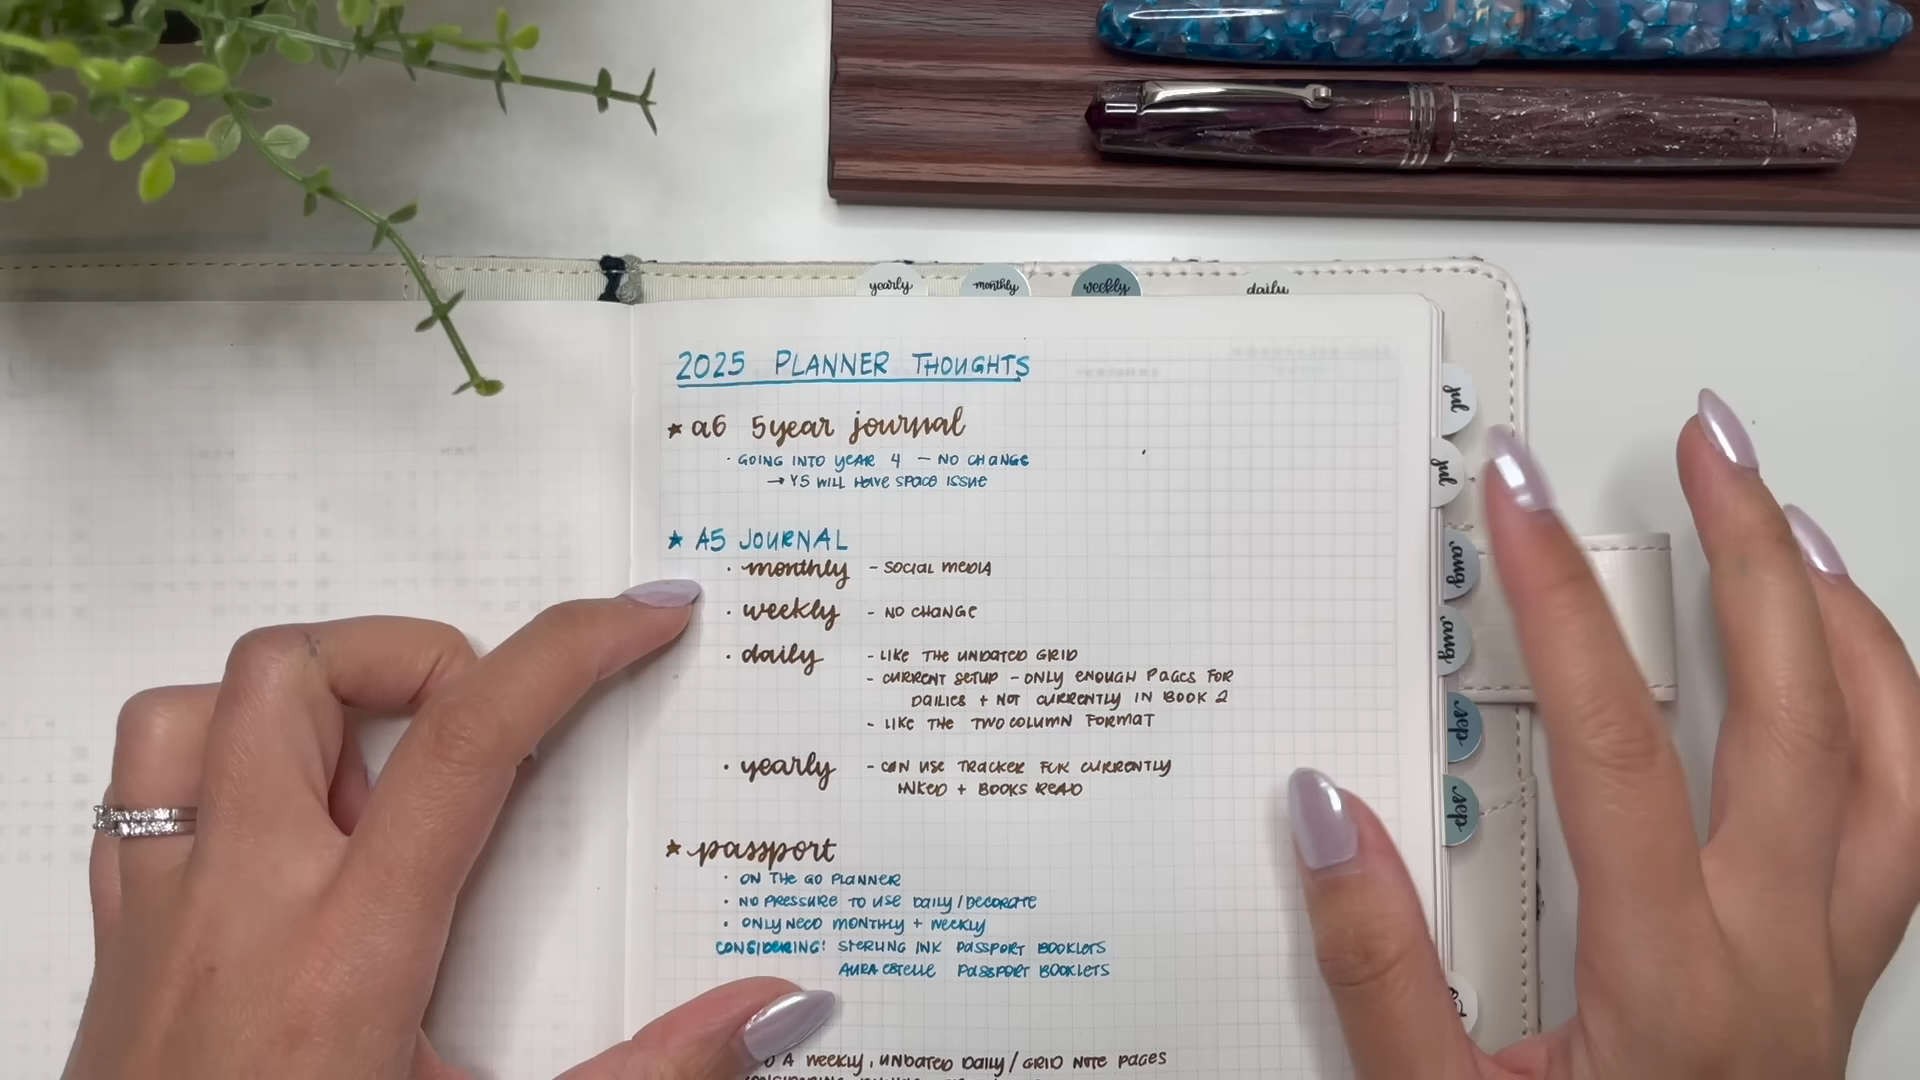 yearly monthly weekly daily
2025 PLANNER THOUGHTS
★ a6 5 year journal
· GOING INTO YEAR 4 — NO CHANGE
→ Y5 WILL HAVE SPACE ISSUE
★ A5 JOURNAL
· monthly - SOCIAL MEDIA
· weekly - NO CHANGE
· daily - LIKE THE UNDATED GRID
- CURRENT SETUP - ONLY ENOUGH PAGES FOR
DAILIES + NOT CURRENTLY IN BOOK 2
- LIKE THE TWO COLUMN FORMAT
· yearly - CAN USE TRACKER FOR CURRENTLY
INKED + BOOKS READ
★ passport
· ON THE GO PLANNER
· NO PRESSURE TO USE DAILY / DECORATE
· ONLY NEED MONTHLY + WEEKLY
CONSIDERING: STERLING INK PASSPORT BOOKLETS
AURA ESTELLE PASSPORT BOOKLETS
A WEEKLY, UNDATED DAILY / GRID NOTE PAGES
jul
jul
aug
aug
sep
sep